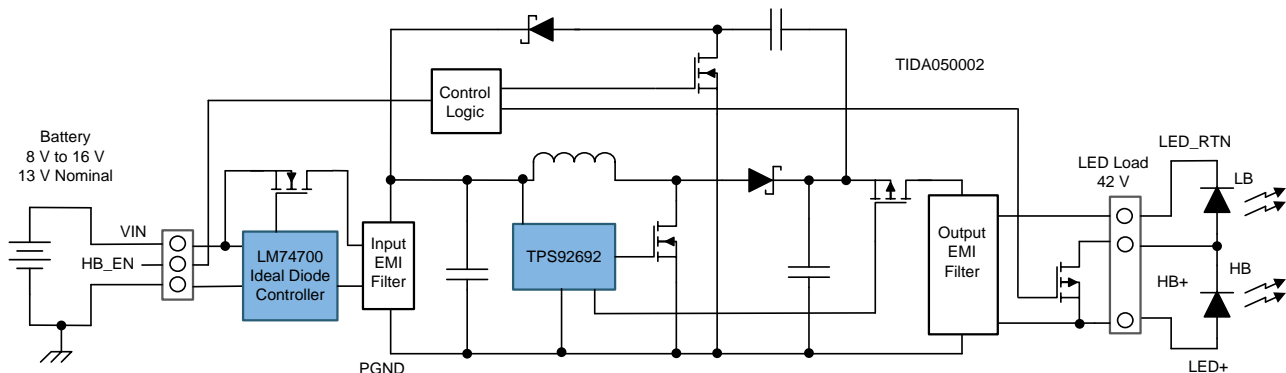 TIDA050002
Control
Logic
Battery
8 V to 16 V
13 V Nominal
LED_RTN
LED Load
42 V
LB
VIN
HB_EN
LM74700
Ideal Diode
Controller
Input
EMI
Filter
TPS92692
Output
EMI
Filter
HB+
HB
PGND
LED+